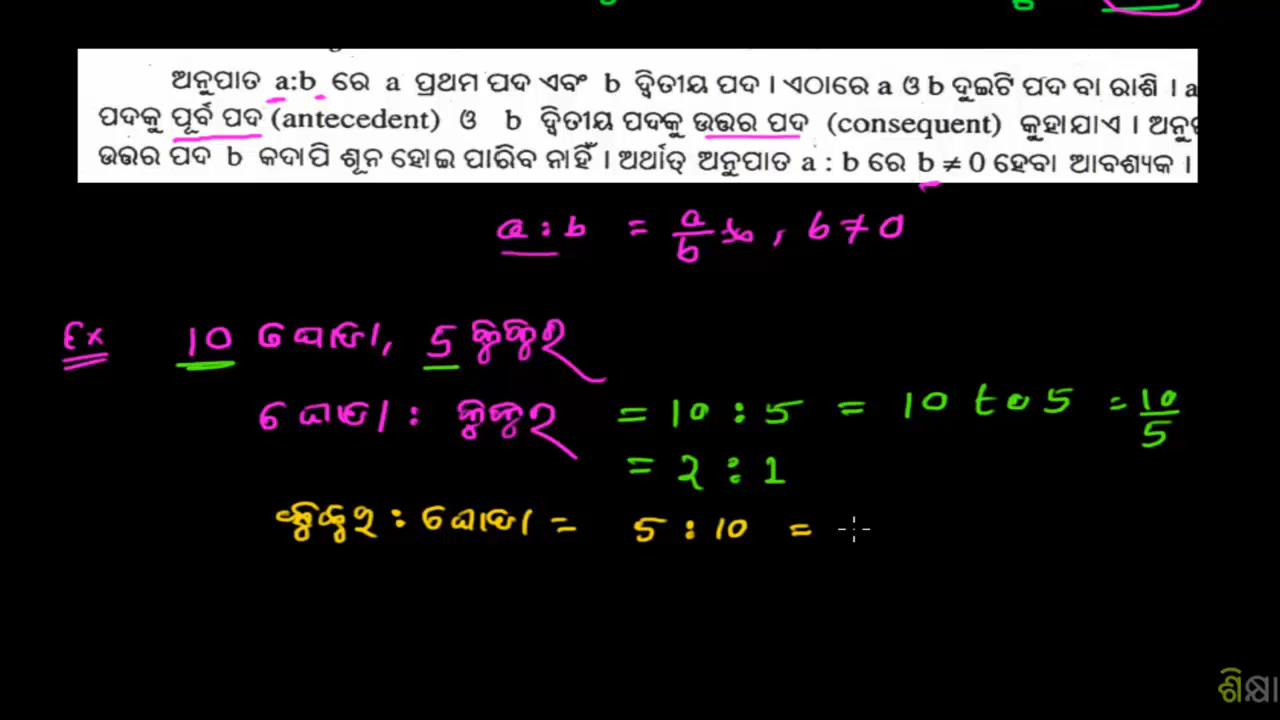 ଅନୁପାତ a:b ରେ a ପ୍ରଥମ ପଦ ଏବଂ b ଦ୍ୱିତୀୟ ପଦ । ଏଠାରେ a ଓ b ଦୁଇଟି ପଦ ବା ରାଶି । a
ପଦକୁ ପୂର୍ବ ପଦ (antecedent) ଓ b ଦ୍ୱିତୀୟ ପଦକୁ ଉତ୍ତର ପଦ (consequent) କୁହାଯାଏ ।
ଉତ୍ତର ପଦ b କଦାପି ଶୂନ ହୋଇ ପାରିବ ନାହିଁ । ଅର୍ଥାତ୍ ଅନୁପାତ a : b ରେ b ≠ 0 ହେବା ଆବଶ୍ୟକ ।
a : b = a/b , b ≠ 0
Ex 10 ଘୋଡା, 5 କୁକୁର
ଘୋଡା : କୁକୁର = 10 : 5 = 10 to 5 = 10/5
= 2 : 1
କୁକୁର : ଘୋଡା = 5 : 10 =
ଶିକ୍ଷା